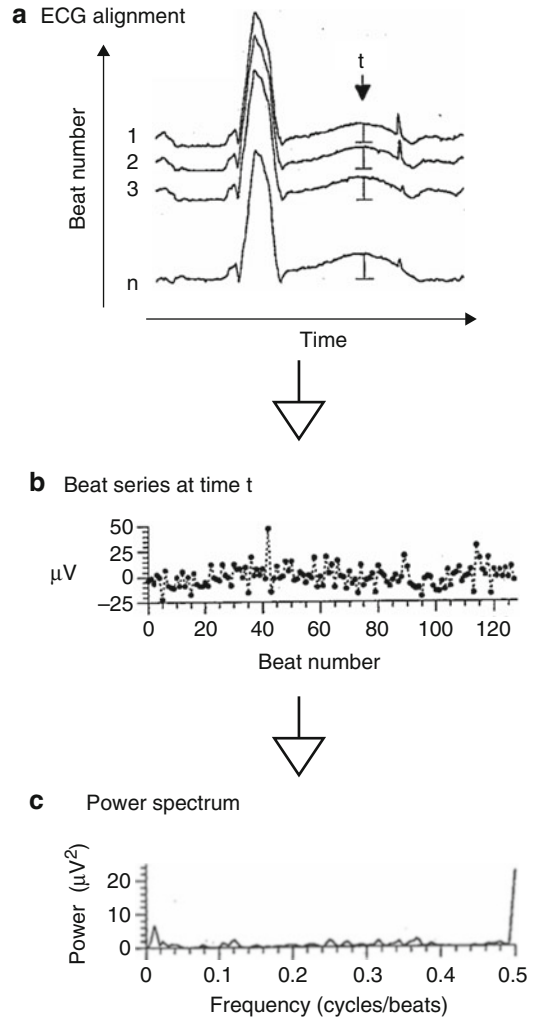 a ECG alignment
t
Beat number
1
2
3
n
Time
b Beat series at time t
50
25
0
–25
µV
0 20 40 60 80 100 120
Beat number
c Power spectrum
20
10
0
Power (µV²)
0 0.1 0.2 0.3 0.4 0.5
Frequency (cycles/beats)